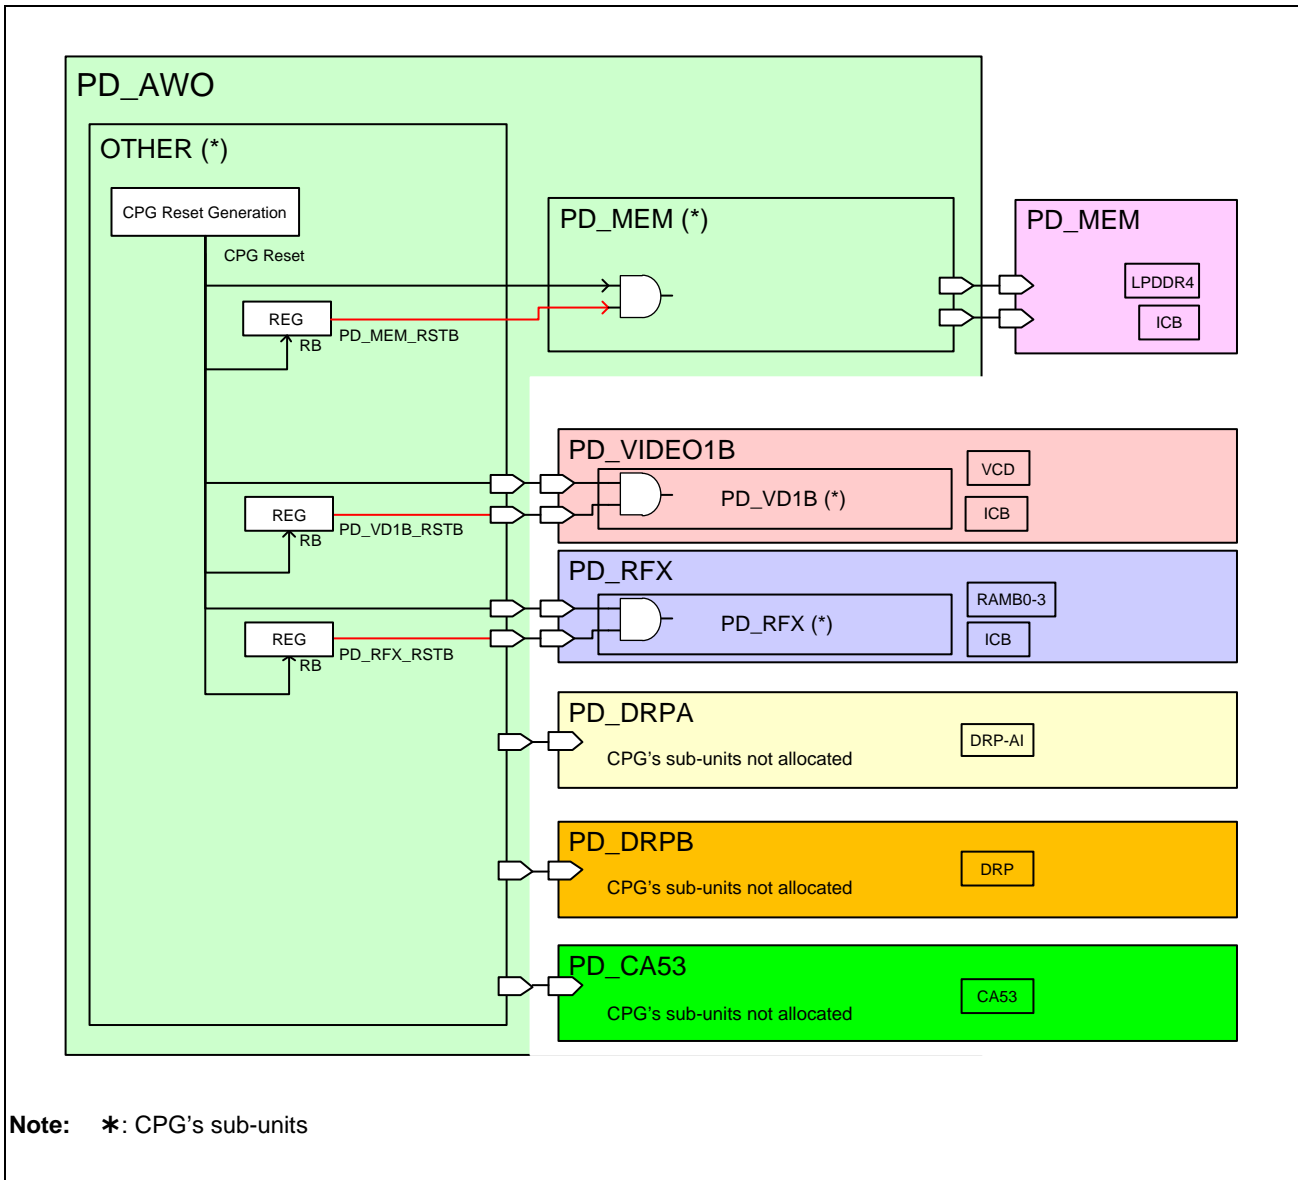 PD_AWO
OTHER (*)
CPG Reset Generation
CPG Reset
REG
RB
PD_MEM_RSTB
PD_MEM (*)
PD_MEM
LPDDR4
ICB
PD_VIDEO1B
PD_VD1B (*)
VCD
ICB
REG
RB
PD_VD1B_RSTB
PD_RFX
PD_RFX (*)
RAMB0-3
ICB
REG
RB
PD_RFX_RSTB
PD_DRPA
CPG's sub-units not allocated
DRP-AI
PD_DRPB
CPG's sub-units not allocated
DRP
PD_CA53
CPG's sub-units not allocated
CA53
Note: *: CPG's sub-units